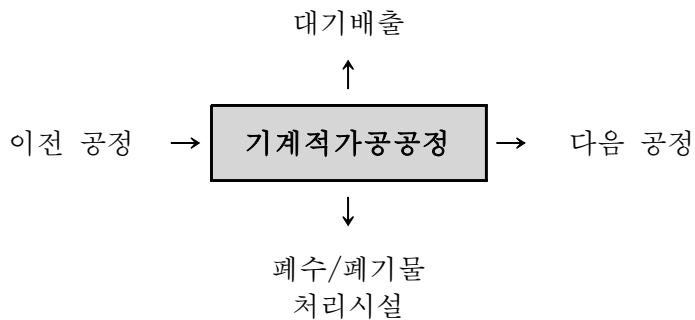 대기배출
↑
이전 공정 → 기계적가공공정 → 다음 공정
↓
폐수/폐기물
처리시설